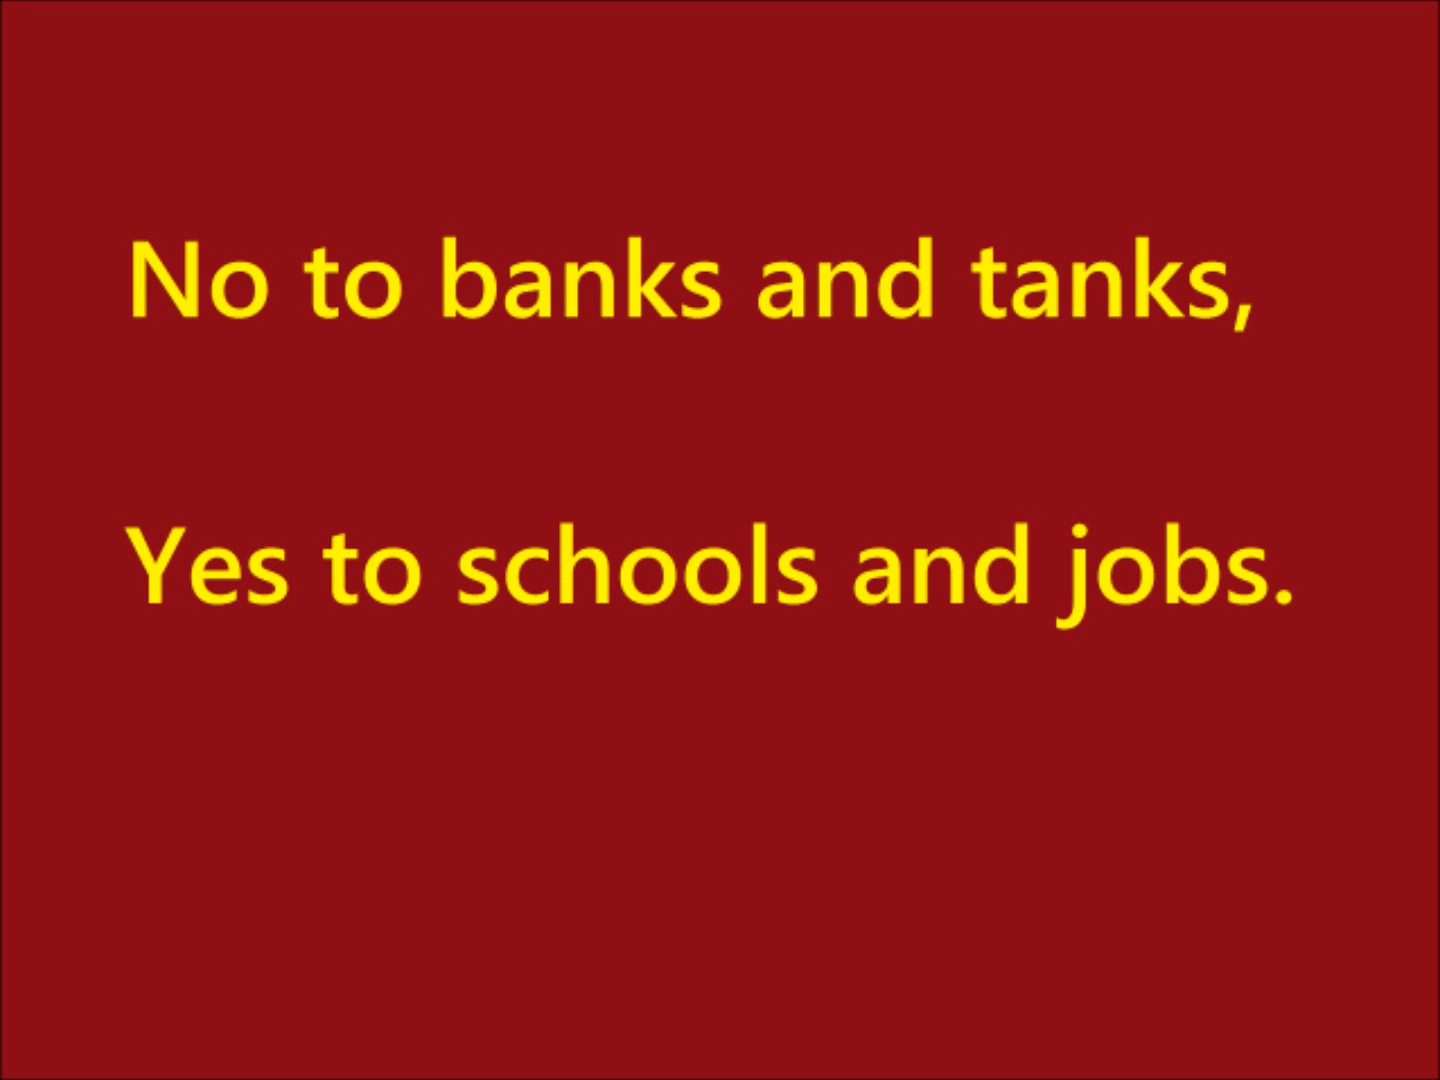 No to banks and tanks,
Yes to schools and jobs.